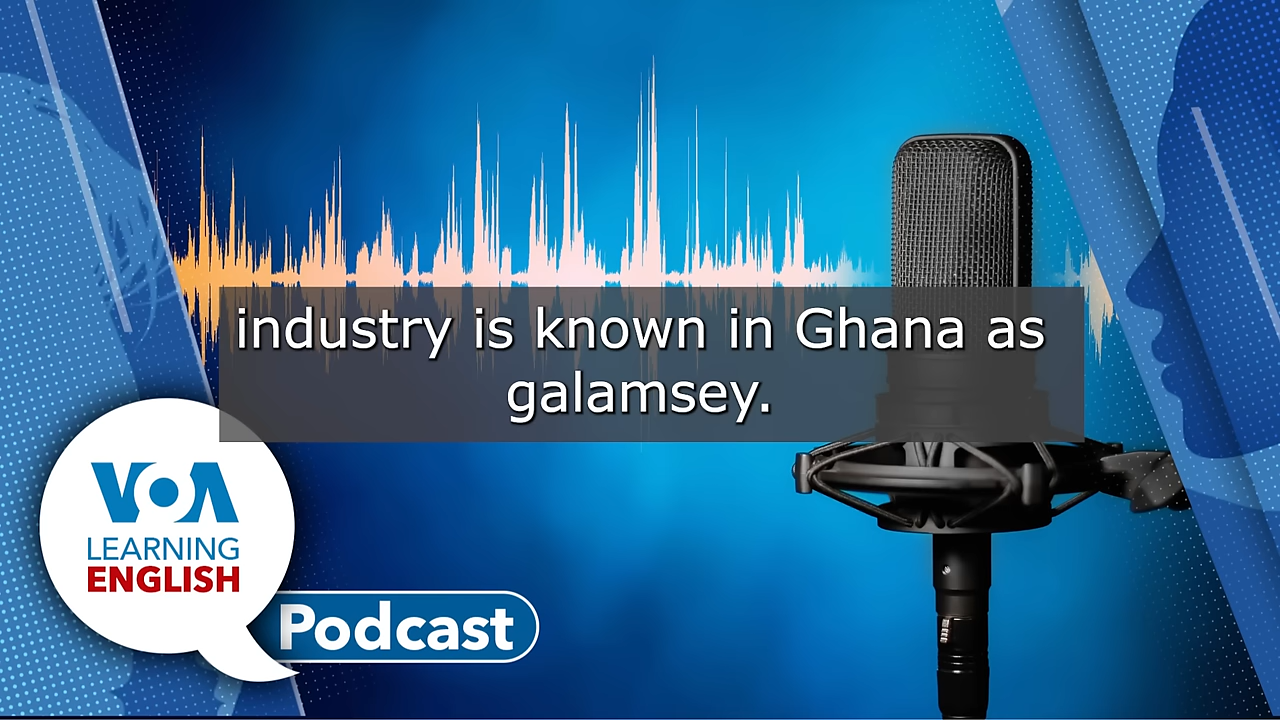 industry is known in Ghana as
galamsey.
VOA
LEARNING
ENGLISH
Podcast